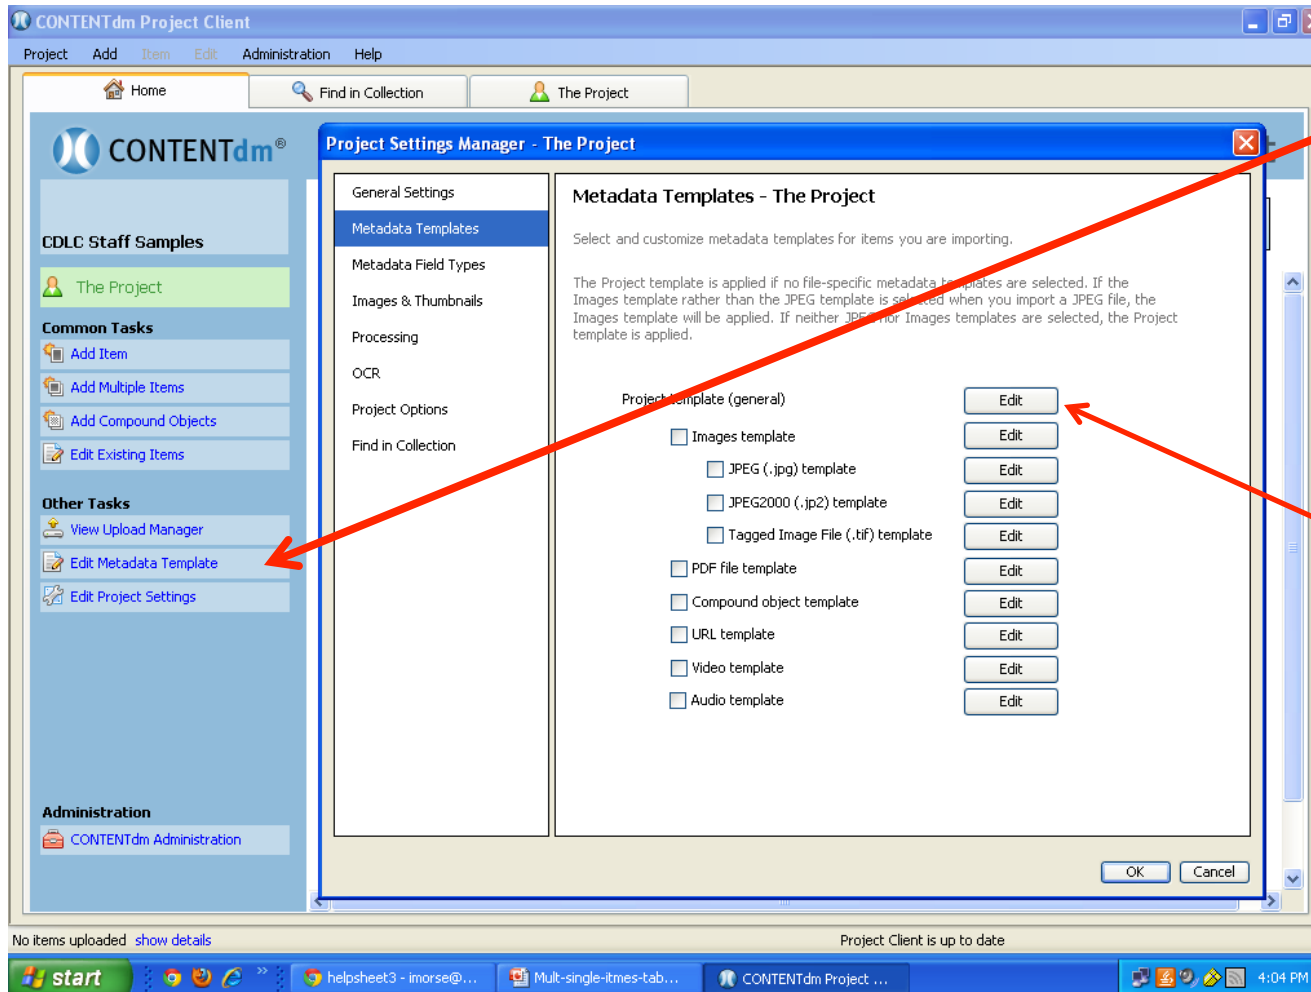 CONTENTdm Project Client
Project Add Item Edit Administration Help
Home Find in Collection The Project
CONTENTdm®
CDLC Staff Samples
The Project
Common Tasks
Add Item
Add Multiple Items
Add Compound Objects
Edit Existing Items
Other Tasks
View Upload Manager
Edit Metadata Template
Edit Project Settings
Administration
CONTENTdm Administration
Project Settings Manager - The Project
General Settings
Metadata Templates
Metadata Field Types
Images & Thumbnails
Processing
OCR
Project Options
Find in Collection
Metadata Templates - The Project
Select and customize metadata templates for items you are importing.
The Project template is applied if no file-specific metadata templates are selected. If the
Images template rather than the JPEG template is selected when you import a JPEG file, the
Images template will be applied. If neither JPEG nor Images templates are selected, the Project
template is applied.
Project template (general) Edit
Images template Edit
JPEG (.jpg) template Edit
JPEG2000 (.jp2) template Edit
Tagged Image File (.tif) template Edit
PDF file template Edit
Compound object template Edit
URL template Edit
Video template Edit
Audio template Edit
OK Cancel
No items uploaded show details Project Client is up to date
start helpsheet3 - imorse@... Mult-single-itmes-tab... CONTENTdm Project ... 4:04 PM